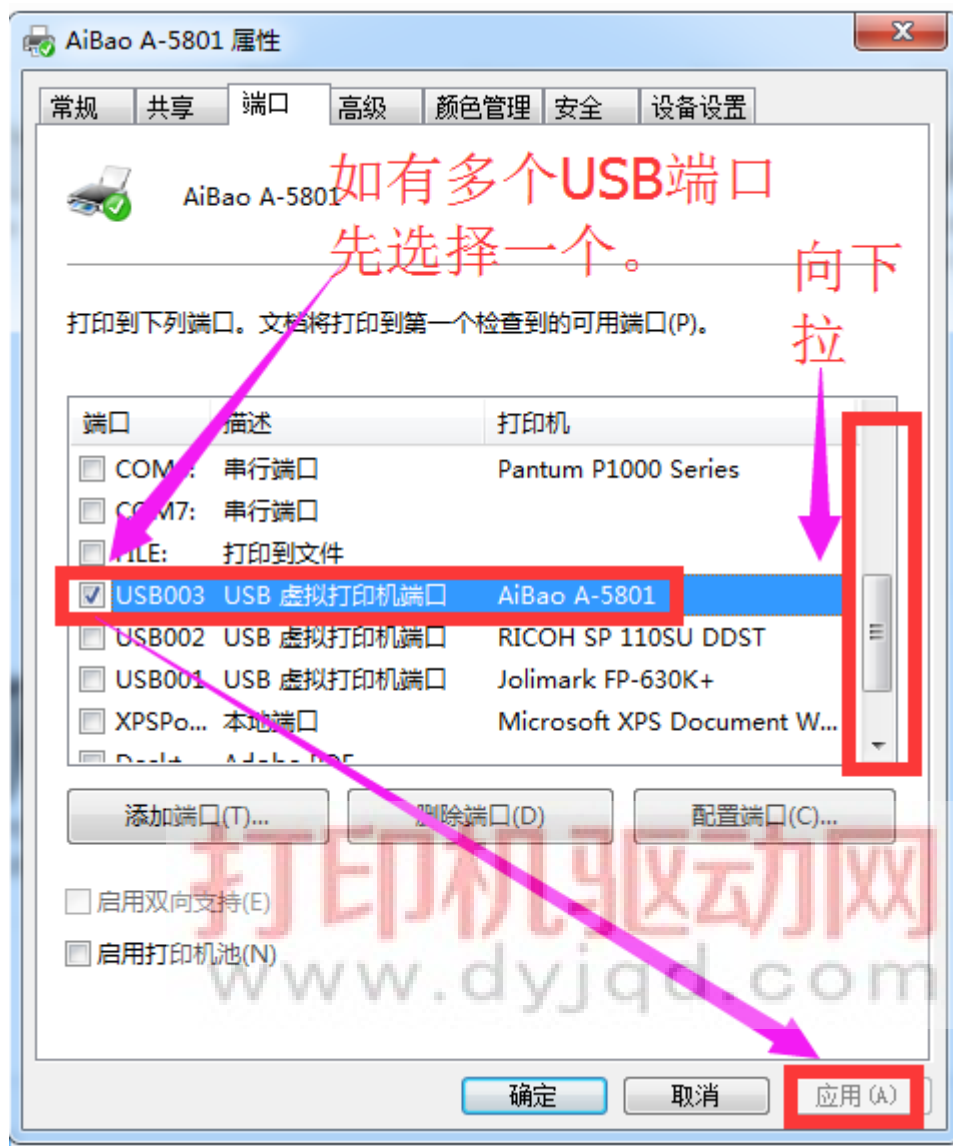 AiBao A-5801 属性
常规 共享 端口 高级 颜色管理 安全 设备设置
AiBao A-5801
如有多个USB端口
先选择一个。
向下
拉
打印到下列端口。文档将打印到第一个检查到的可用端口(P)。
端口 描述 打印机
串行端口 Pantum P1000 Series
COM7: 串行端口
FILE: 打印到文件
USB003 USB 虚拟打印机端口 AiBao A-5801
USB002 USB 虚拟打印机端口 RICOH SP 110SU DDST
USB001 USB 虚拟打印机端口 Jolimark FP-630K+
XPSPo... 本地端口 Microsoft XPS Document W...
添加端口(T)... 删除端口(D) 配置端口(C)...
打印机驱动网
启用双向支持(E)
启用打印机池(N)
www.dyjqd.com
确定 取消 应用(A)